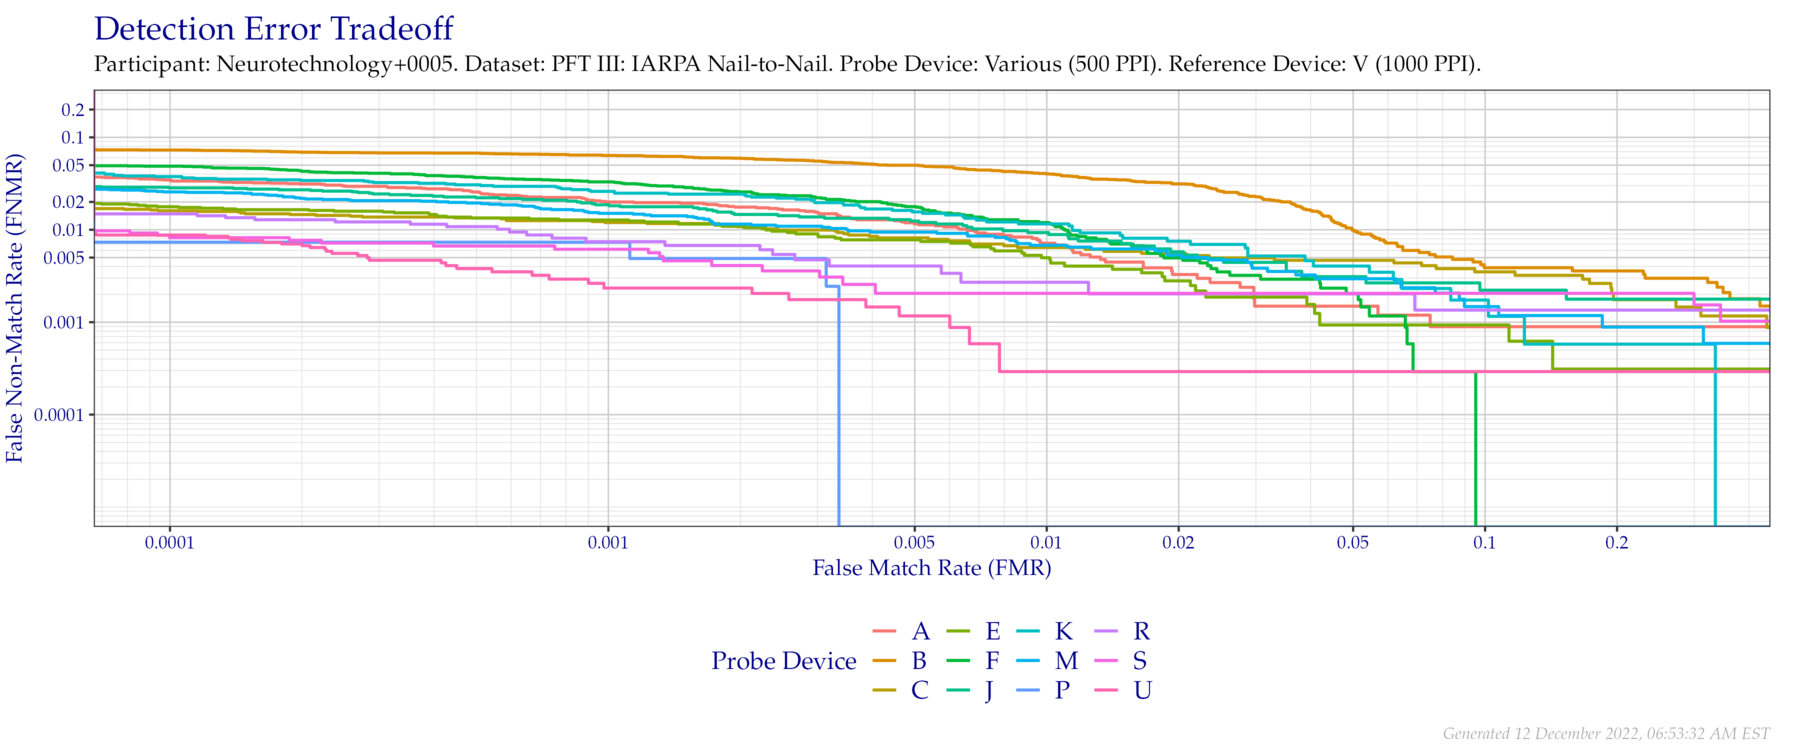 Detection Error Tradeoff
Participant: Neurotechnology+0005. Dataset: PFT III: IARPA Nail-to-Nail. Probe Device: Various (500 PPI). Reference Device: V (1000 PPI).
False Non-Match Rate (FNMR)
0.2
0.1
0.05
0.02
0.01
0.005
0.001
0.0001
0.0001 0.001 0.005 0.01 0.02 0.05 0.1 0.2
False Match Rate (FMR)
Probe Device
A E K R
B F M S
C J P U
Generated 12 December 2022, 06:53:32 AM EST